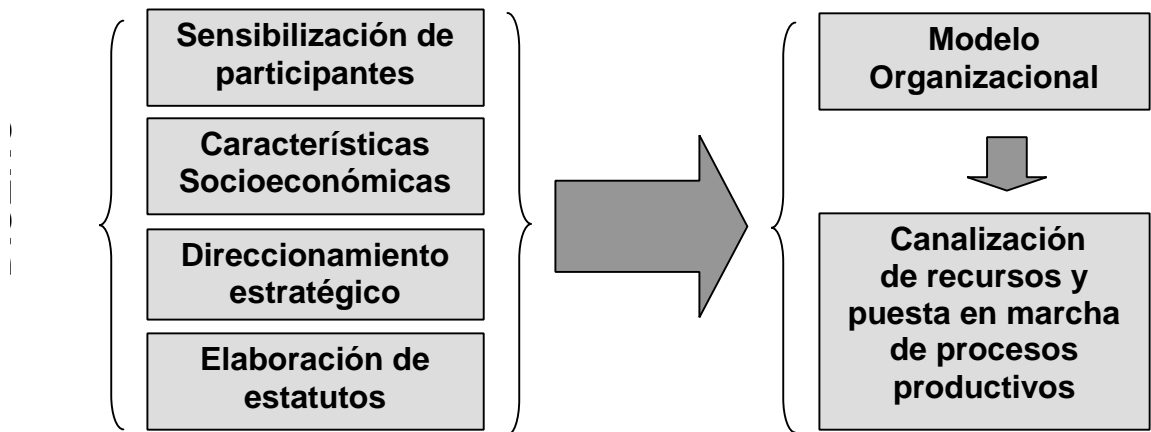 Sensibilización de
participantes
Características
Socioeconómicas
Direccionamiento
estratégico
Elaboración de
estatutos
Modelo
Organizacional
Canalización
de recursos y
puesta en marcha
de procesos
productivos